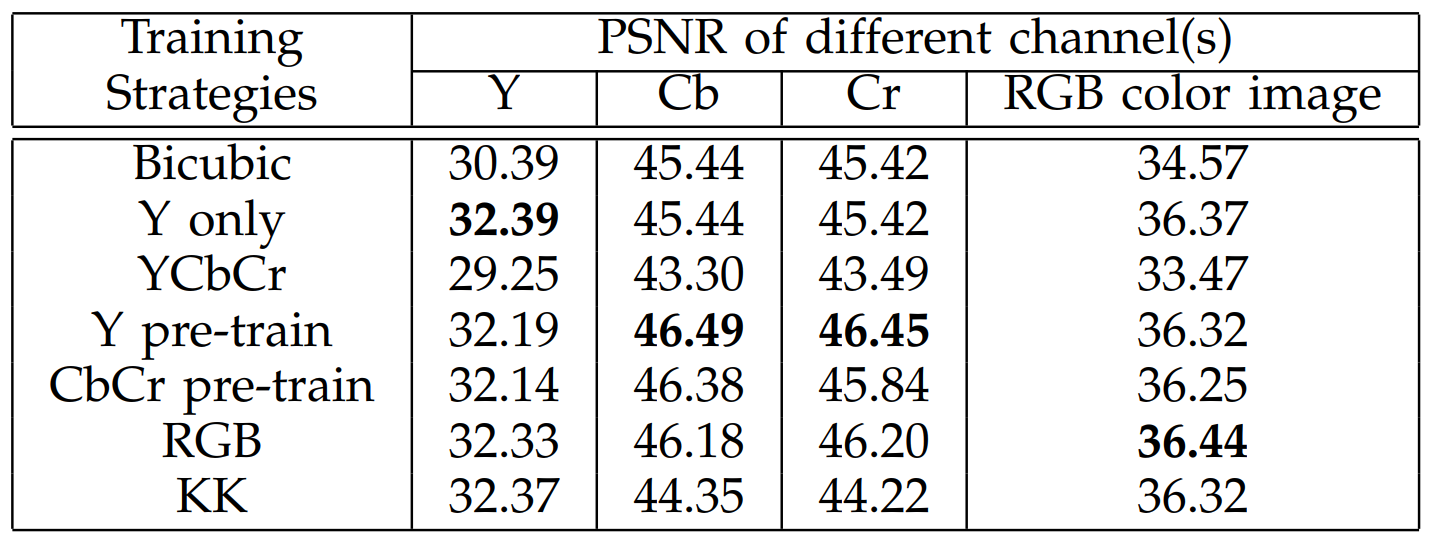 Training Strategies PSNR of different channel(s)
Y Cb Cr RGB color image
Bicubic 30.39 45.44 45.42 34.57
Y only 32.39 45.44 45.42 36.37
YCbCr 29.25 43.30 43.49 33.47
Y pre-train 32.19 46.49 46.45 36.32
CbCr pre-train 32.14 46.38 45.84 36.25
RGB 32.33 46.18 46.20 36.44
KK 32.37 44.35 44.22 36.32